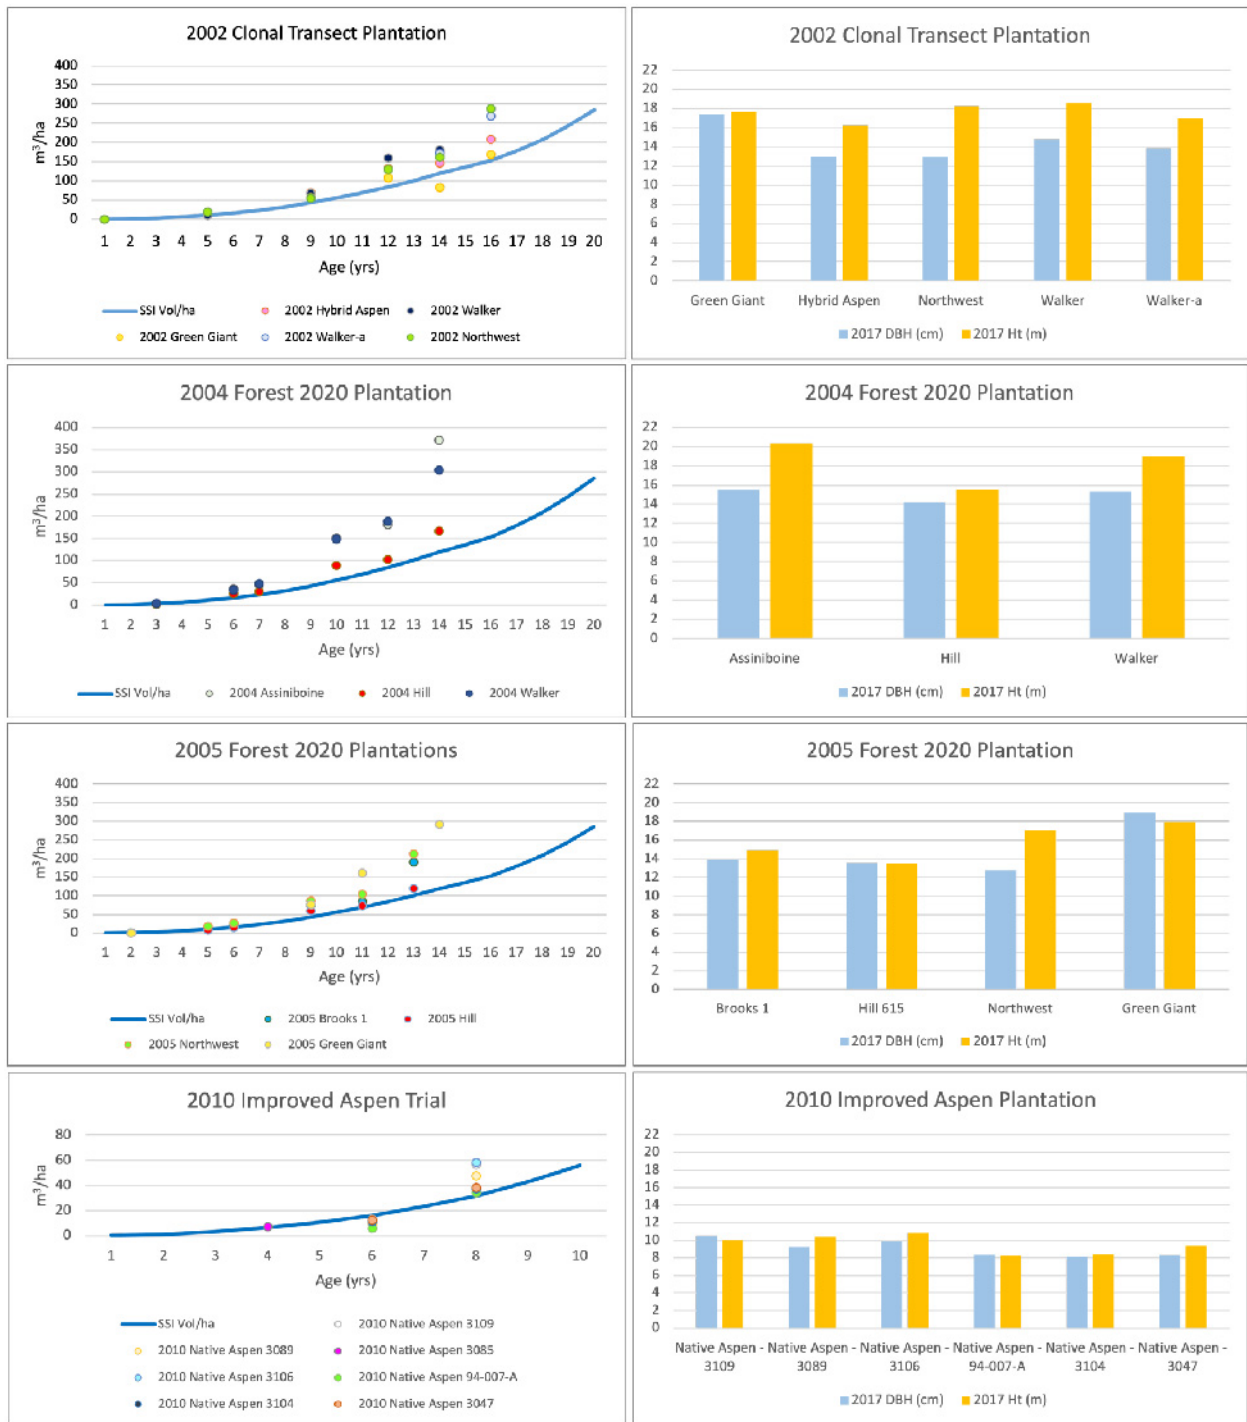 2002 Clonal Transect Plantation
400
350
300
250
200
150
100
50
0
m³/ha
1 2 3 4 5 6 7 8 9 10 11 12 13 14 15 16 17 18 19 20
Age (yrs)
SSI Vol/ha 2002 Hybrid Aspen 2002 Walker
2002 Green Giant 2002 Walker-a 2002 Northwest
2002 Clonal Transect Plantation
22
20
18
16
14
12
10
8
6
4
2
0
Green Giant Hybrid Aspen Northwest Walker Walker-a
2017 DBH (cm) 2017 Ht (m)
2004 Forest 2020 Plantation
400
350
300
250
200
150
100
50
0
m³/ha
1 2 3 4 5 6 7 8 9 10 11 12 13 14 15 16 17 18 19 20
Age (yrs)
SSI Vol/ha 2004 Assiniboine 2004 Hill 2004 Walker
2004 Forest 2020 Plantation
22
20
18
16
14
12
10
8
6
4
2
0
Assiniboine Hill Walker
2017 DBH (cm) 2017 Ht (m)
2005 Forest 2020 Plantations
400
350
300
250
200
150
100
50
0
m³/ha
1 2 3 4 5 6 7 8 9 10 11 12 13 14 15 16 17 18 19 20
Age (yrs)
SSI Vol/ha 2005 Brooks 1 2005 Hill
2005 Northwest 2005 Green Giant
2005 Forest 2020 Plantation
22
20
18
16
14
12
10
8
6
4
2
0
Brooks 1 Hill 615 Northwest Green Giant
2017 DBH (cm) 2017 Ht (m)
2010 Improved Aspen Trial
80
60
40
20
0
m³/ha
1 2 3 4 5 6 7 8 9 10
Age (yrs)
SSI Vol/ha 2010 Native Aspen 3109
2010 Native Aspen 3089 2010 Native Aspen 3085
2010 Native Aspen 3106 2010 Native Aspen 94-007-A
2010 Native Aspen 3104 2010 Native Aspen 3047
2010 Improved Aspen Plantation
22
20
18
16
14
12
10
8
6
4
2
0
Native Aspen - Native Aspen - Native Aspen - Native Aspen - Native Aspen - Native Aspen -
3109 3089 3106 94-007-A 3104 3047
2017 DBH (cm) 2017 Ht (m)